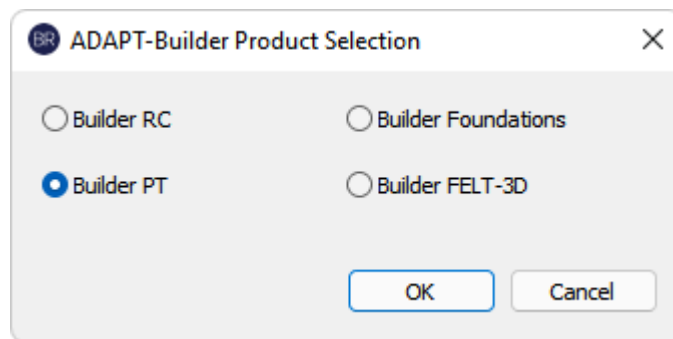 BR ADAPT-Builder Product Selection
Builder RC Builder Foundations
Builder PT Builder FELT-3D
OK Cancel